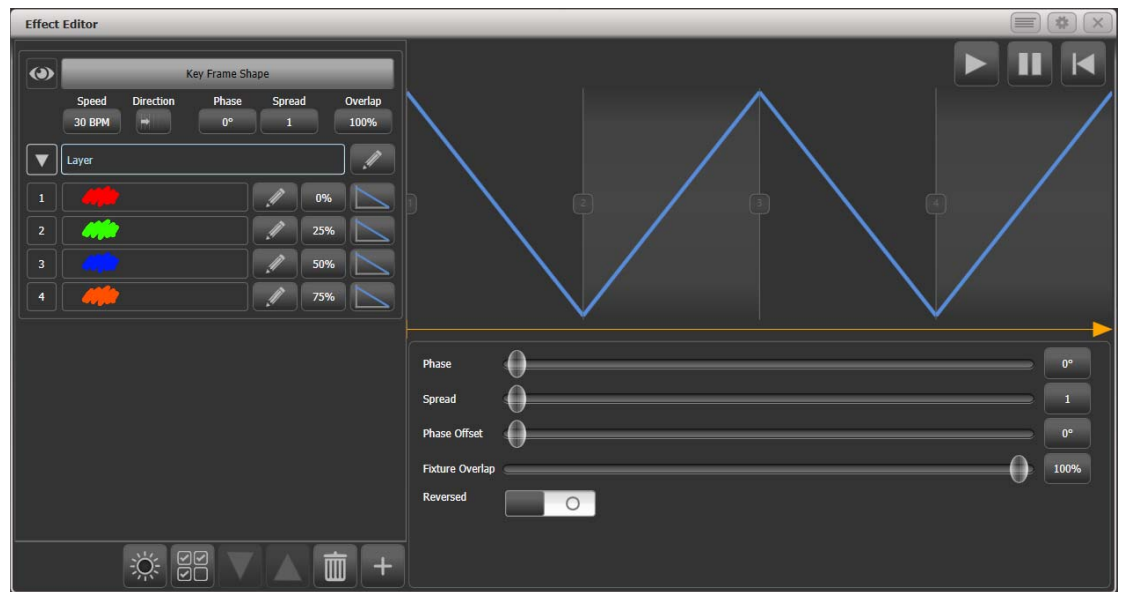 Effect Editor
Key Frame Shape
Speed Direction Phase Spread Overlap
30 BPM 0° 1 100%
Layer
1 0%
2 25%
3 50%
4 75%
1 2 3 4
Phase 0°
Spread 1
Phase Offset 0°
Fixture Overlap 100%
Reversed